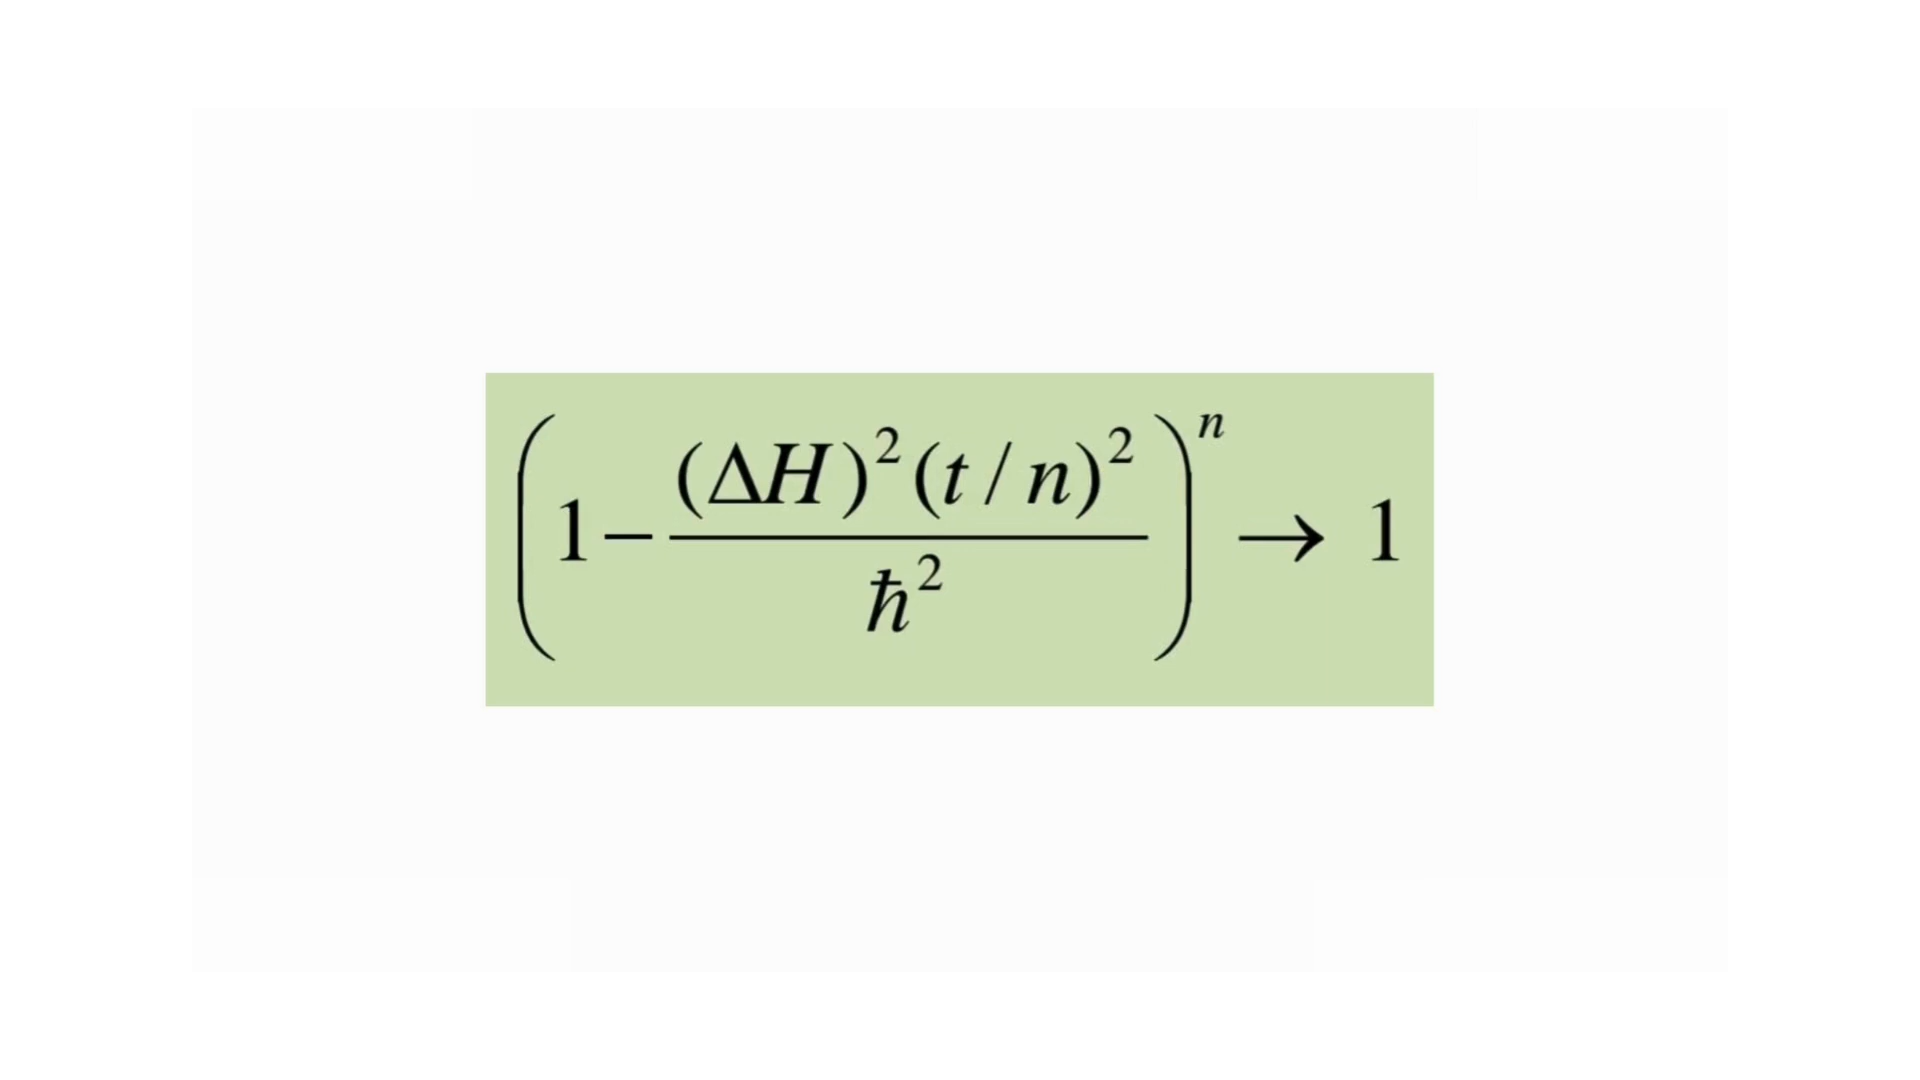 (1 − (ΔH)²(t / n)² / ħ²)ⁿ → 1